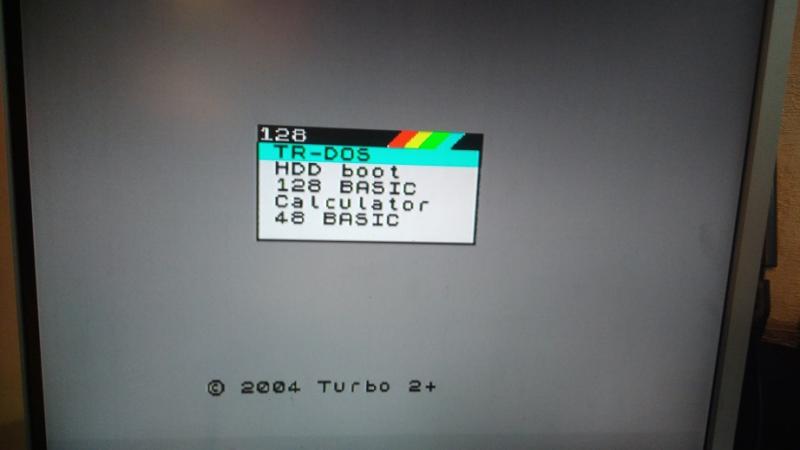 128
TR-DOS
HDD boot
128 BASIC
Calculator
48 BASIC
© 2004 Turbo 2+